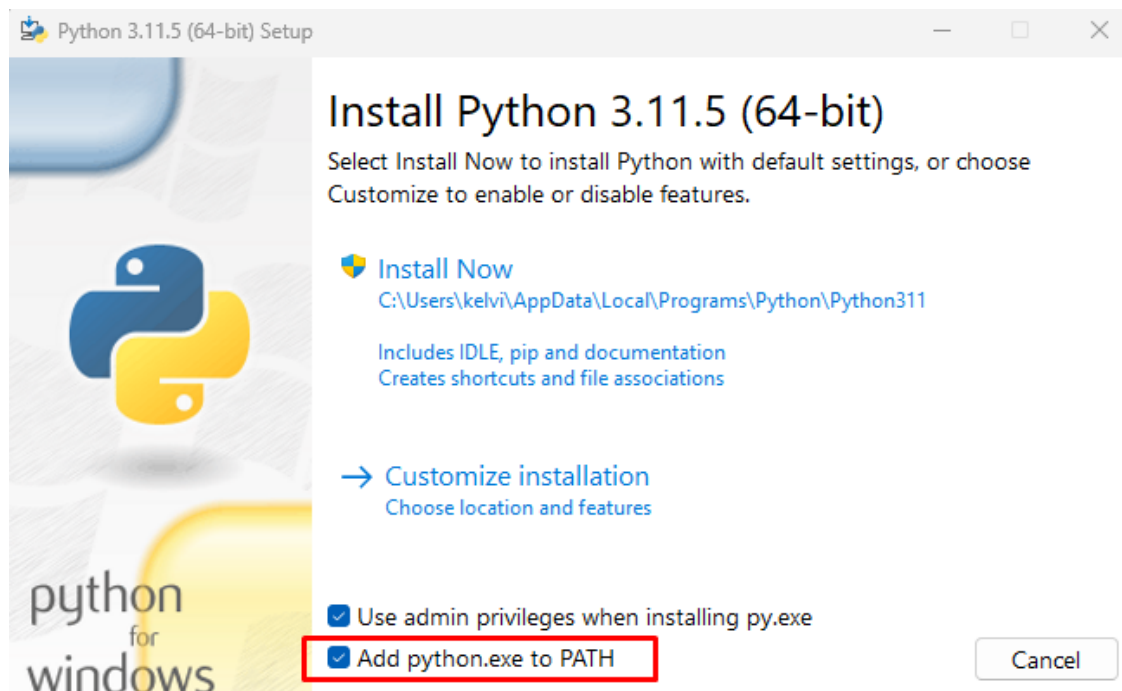 Python 3.11.5 (64-bit) Setup
Install Python 3.11.5 (64-bit)
Select Install Now to install Python with default settings, or choose
Customize to enable or disable features.
Install Now
C:\Users\kelvi\AppData\Local\Programs\Python\Python311
Includes IDLE, pip and documentation
Creates shortcuts and file associations
Customize installation
Choose location and features
python
for
windows
Use admin privileges when installing py.exe
Add python.exe to PATH
Cancel